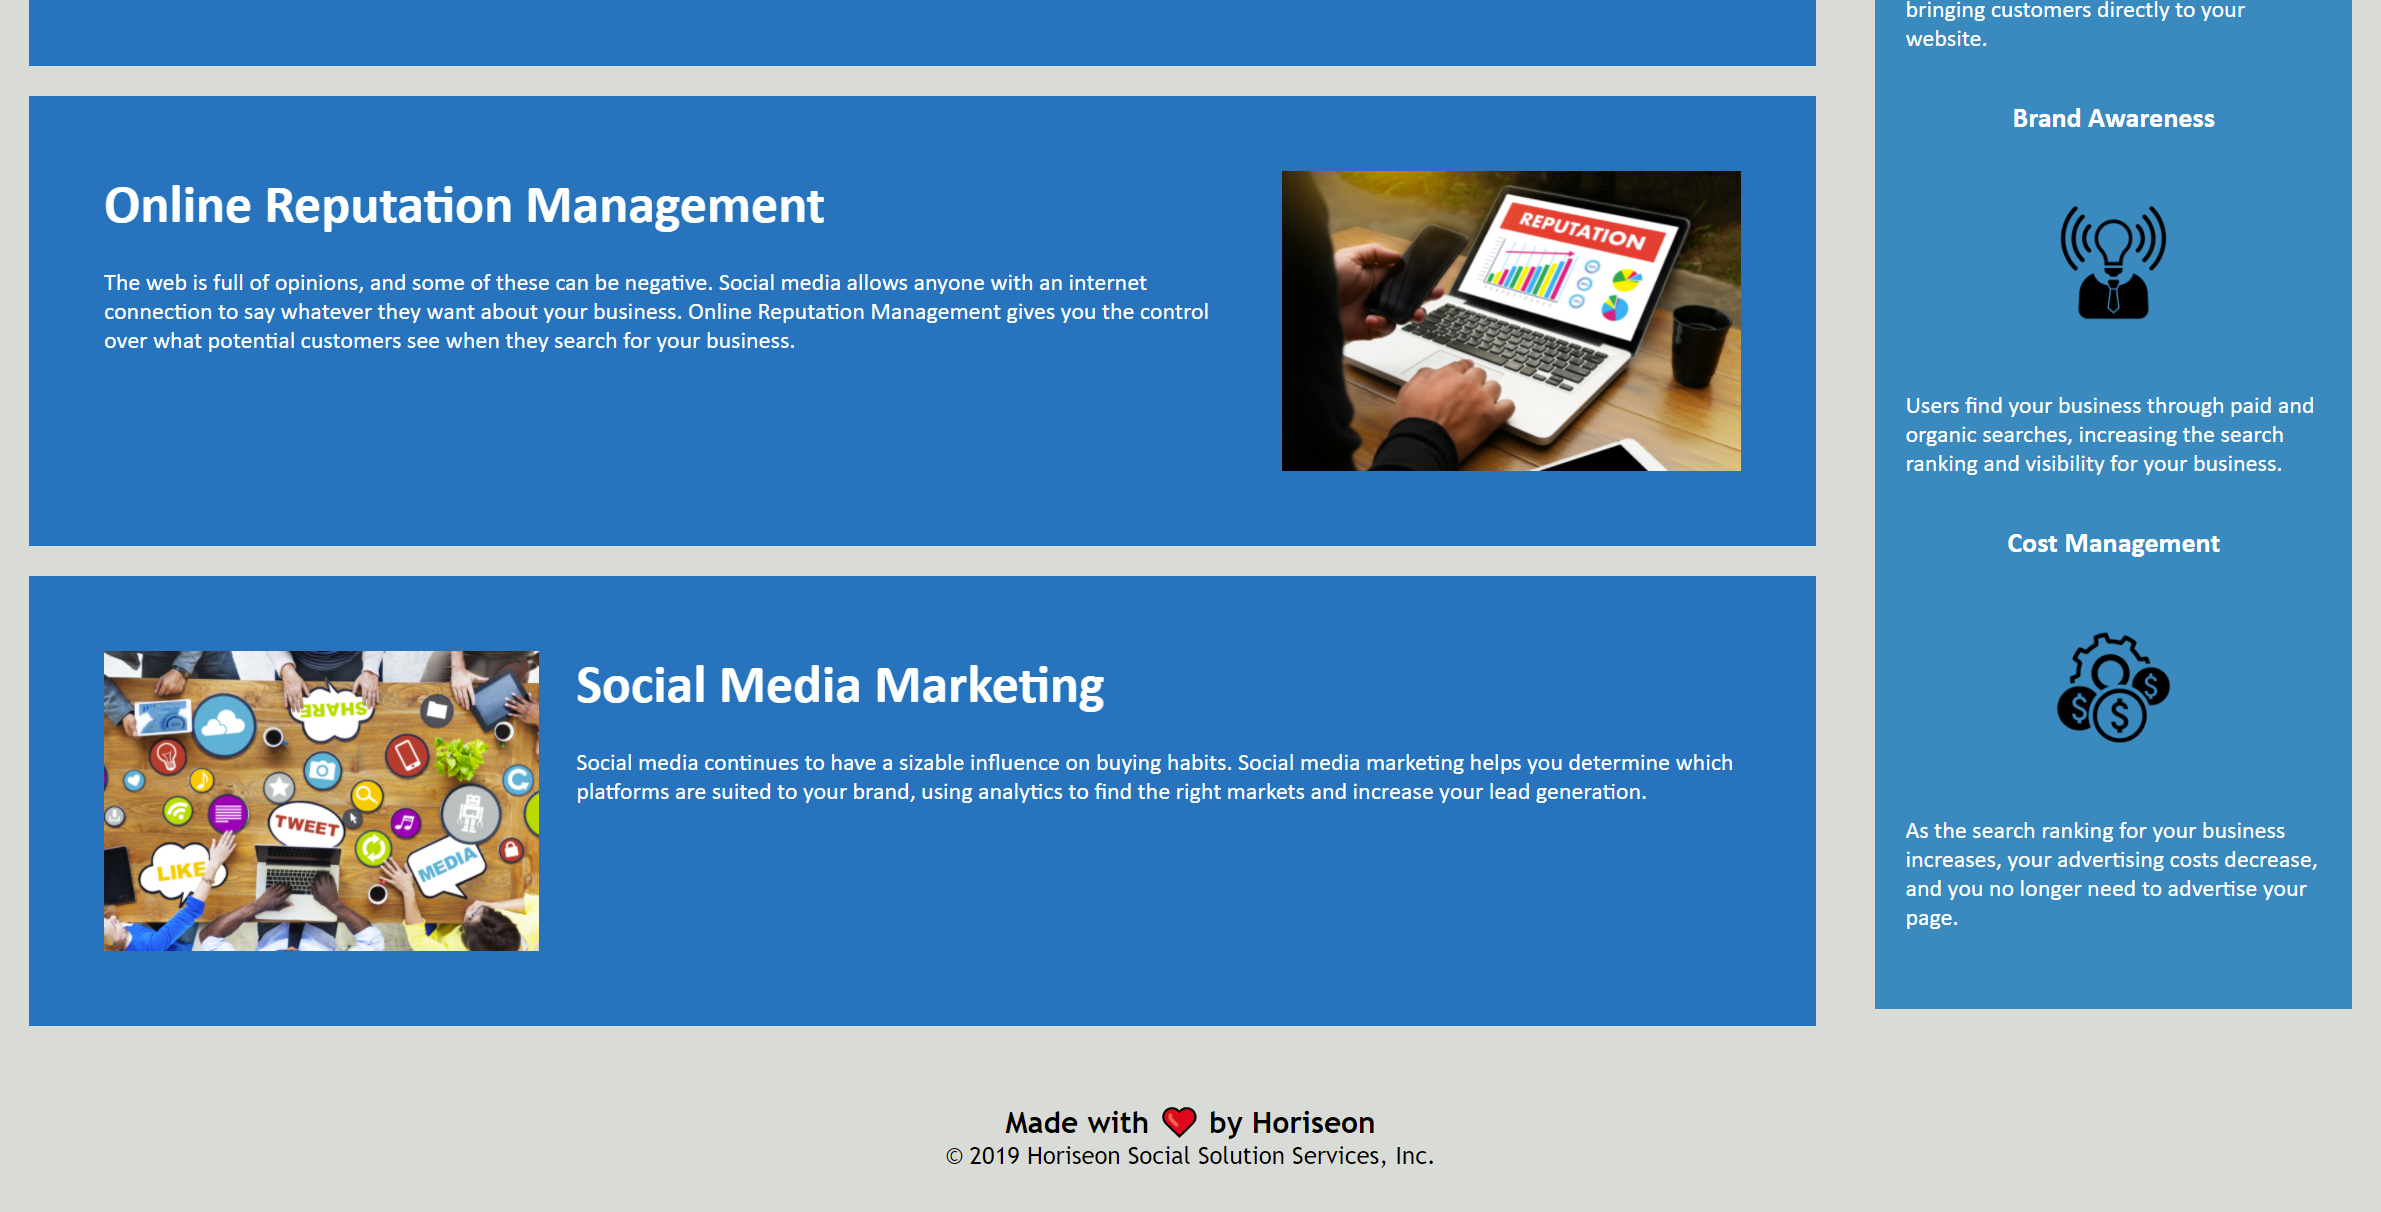 bringing customers directly to your
website.
Online Reputation Management
The web is full of opinions, and some of these can be negative. Social media allows anyone with an internet
connection to say whatever they want about your business. Online Reputation Management gives you the control
over what potential customers see when they search for your business.
REPUTATION
Brand Awareness
Users find your business through paid and
organic searches, increasing the search
ranking and visibility for your business.
Social Media Marketing
Social media continues to have a sizable influence on buying habits. Social media marketing helps you determine which
platforms are suited to your brand, using analytics to find the right markets and increase your lead generation.
SHARE
TWEET
LIKE
MEDIA
Cost Management
$
$
$
As the search ranking for your business
increases, your advertising costs decrease,
and you no longer need to advertise your
page.
Made with ❤️ by Horiseon
© 2019 Horiseon Social Solution Services, Inc.